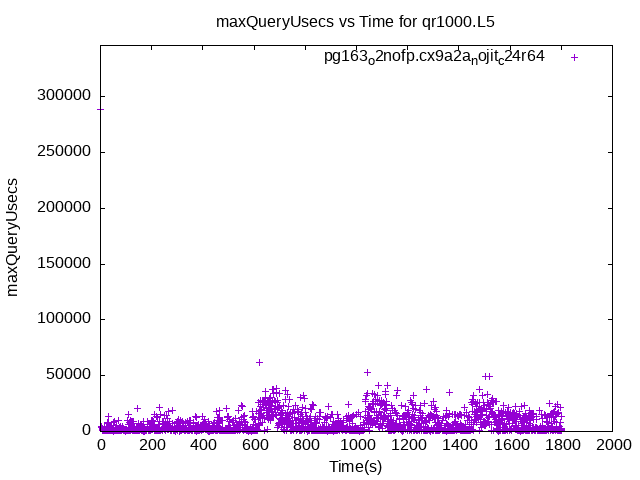 maxQueryUsecs vs Time for qr1000.L5
pg163o2nofp.cx9a2anojitc24r64
300000
250000
200000
150000
100000
50000
0
maxQueryUsecs
0 200 400 600 800 1000 1200 1400 1600 1800 2000
Time(s)